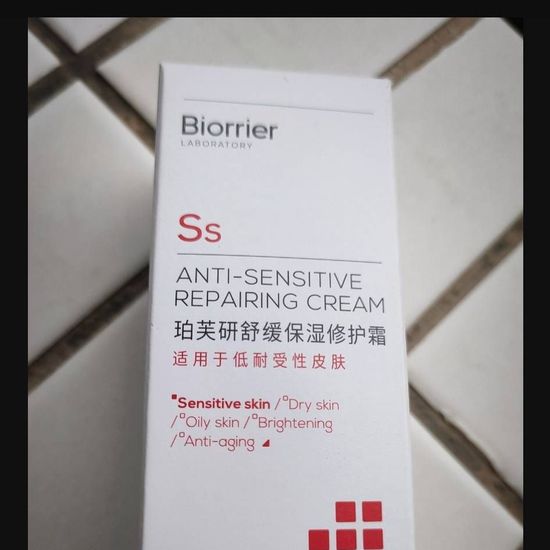 Biorrier
LABORATORY
Ss
ANTI-SENSITIVE
REPAIRING CREAM
珀芙研舒缓保湿修护霜
适用于低耐受性皮肤
Sensitive skin / Dry skin
/ Oily skin / Brightening
/ Anti-aging